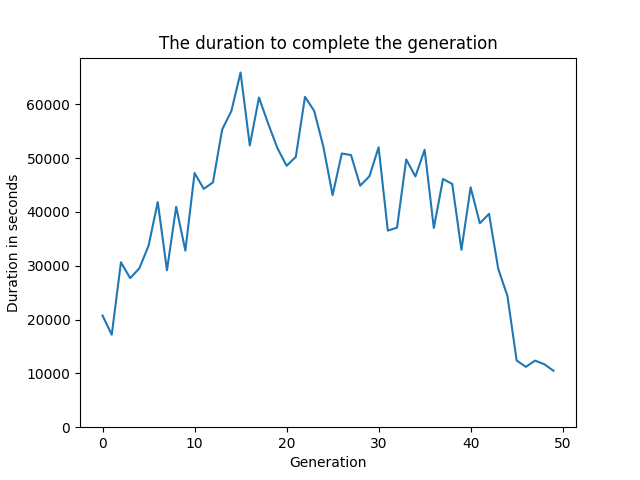 The duration to complete the generation
60000
50000
40000
30000
20000
10000
0
Duration in seconds
0 10 20 30 40 50
Generation